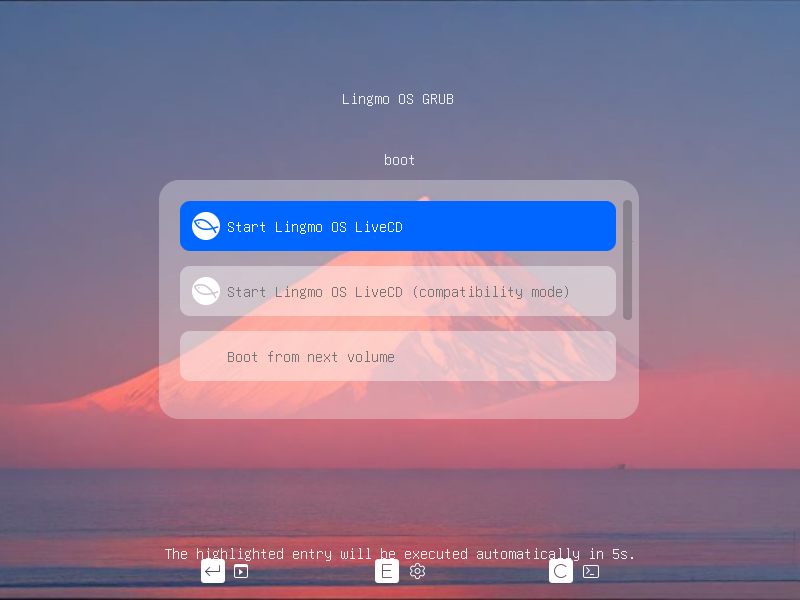 Lingmo OS GRUB
boot
Start Lingmo OS LiveCD
Start Lingmo OS LiveCD (compatibility mode)
Boot from next volume
The highlighted entry will be executed automatically in 5s.
E
C